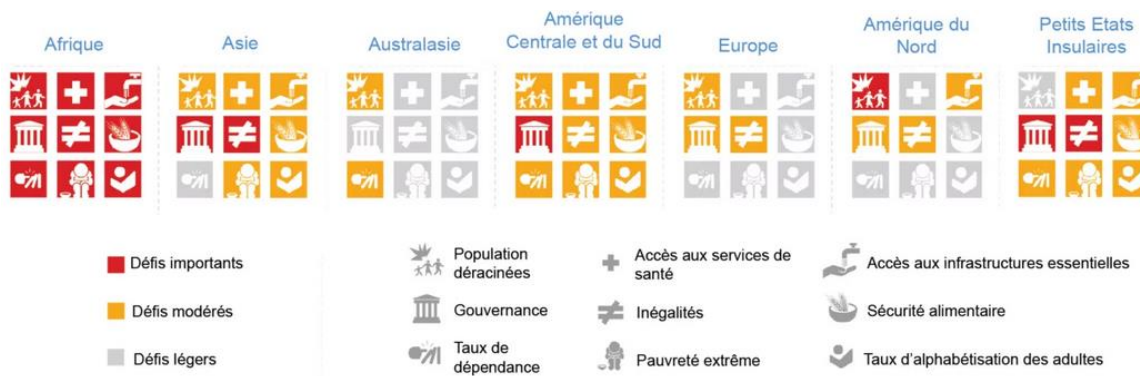 Afrique
Asie
Australasie
Amérique
Centrale et du Sud
Europe
Amérique du
Nord
Petits Etats
Insulaires
Défis importants
Défis modérés
Défis légers
Population
déracinées
Gouvernance
Taux de
dépendance
Accès aux services de
santé
Inégalités
Pauvreté extrême
Accès aux infrastructures essentielles
Sécurité alimentaire
Taux d'alphabétisation des adultes